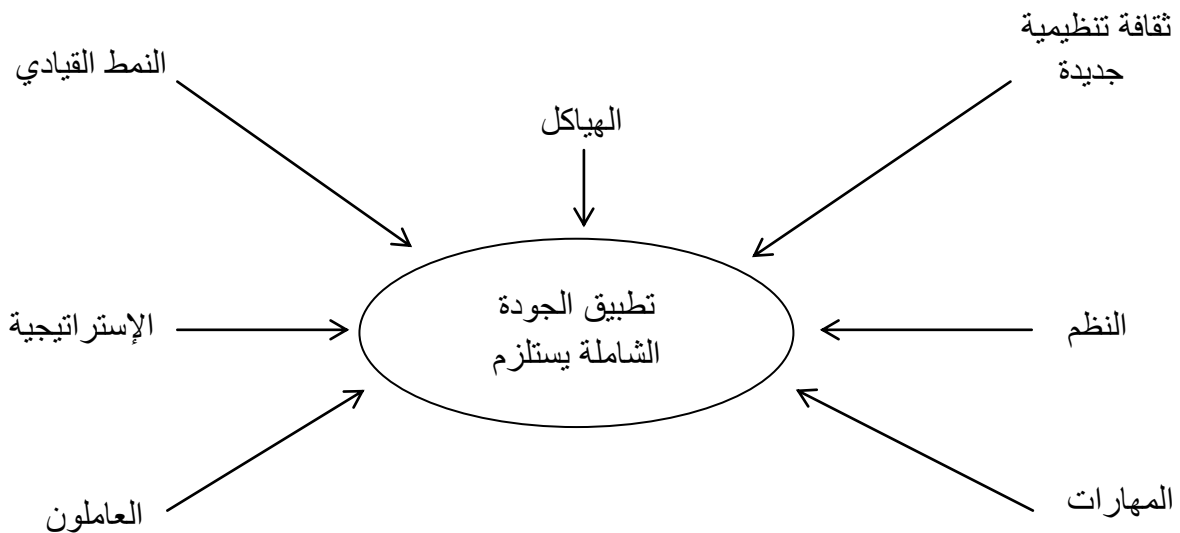 ثقافة تنظيمية
جديدة
النمط القيادي
الهياكل
تطبيق الجودة
الشاملة يستلزم
النظم
الإستراتيجية
المهارات
العاملون